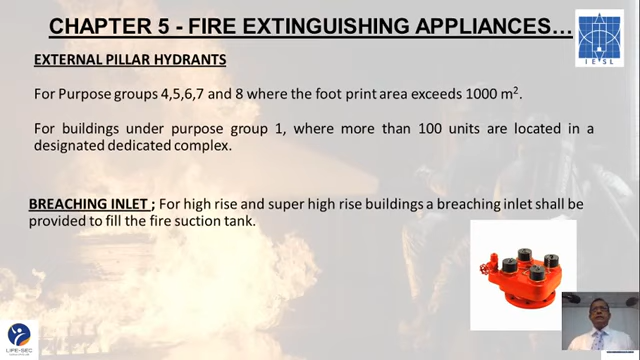 CHAPTER 5 - FIRE EXTINGUISHING APPLIANCES…
IESL
EXTERNAL PILLAR HYDRANTS
For Purpose groups 4,5,6,7 and 8 where the foot print area exceeds 1000 m².
For buildings under purpose group 1, where more than 100 units are located in a
designated dedicated complex.
BREACHING INLET ; For high rise and super high rise buildings a breaching inlet shall be
provided to fill the fire suction tank.
LIFE-SEC